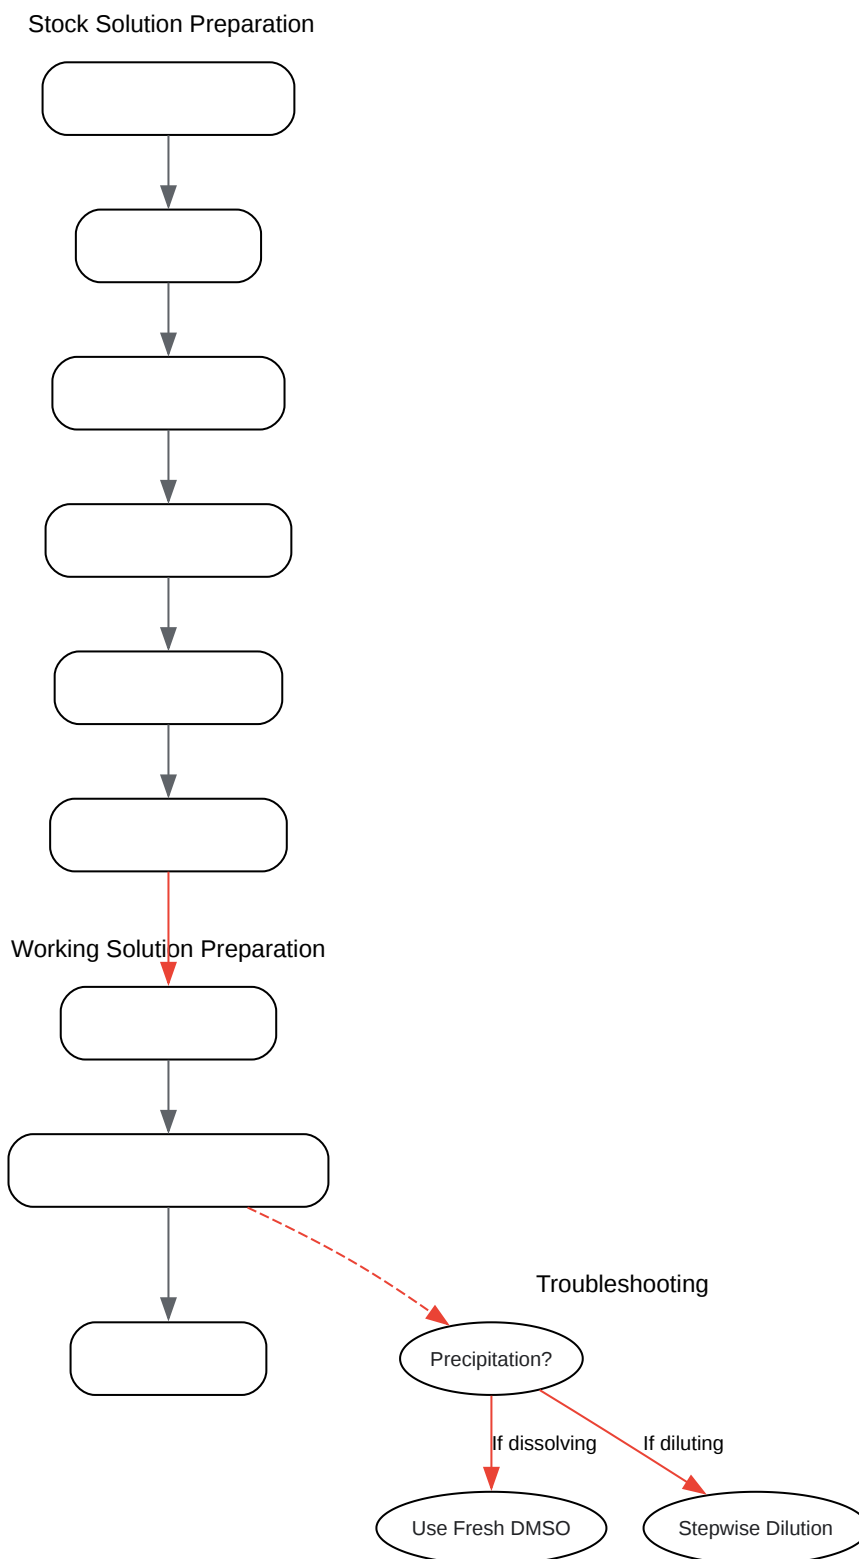 Stock Solution Preparation
Working Solution Preparation
Troubleshooting
Precipitation?
If dissolving
If diluting
Use Fresh DMSO
Stepwise Dilution